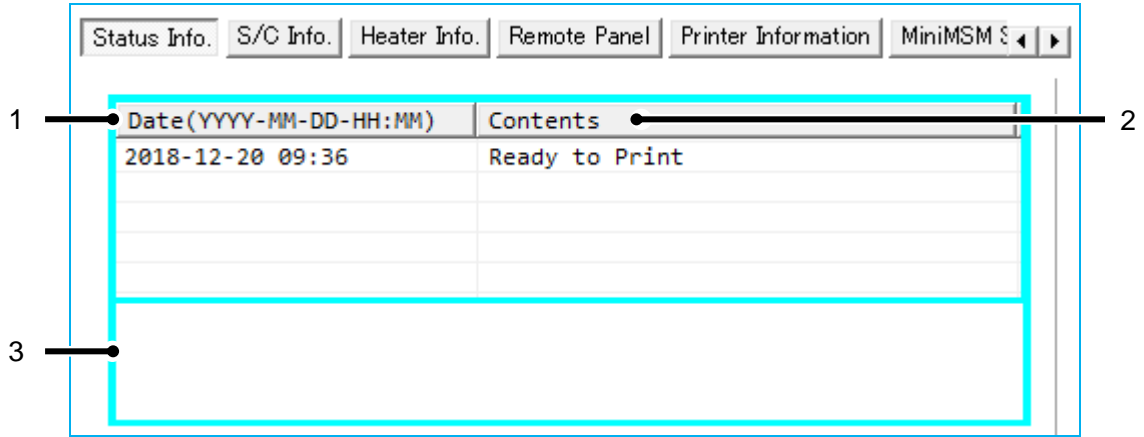 Status Info. S/C Info. Heater Info. Remote Panel Printer Information MiniMSM
1 Date(YYYY-MM-DD-HH:MM) Contents 2
2018-12-20 09:36 Ready to Print
3